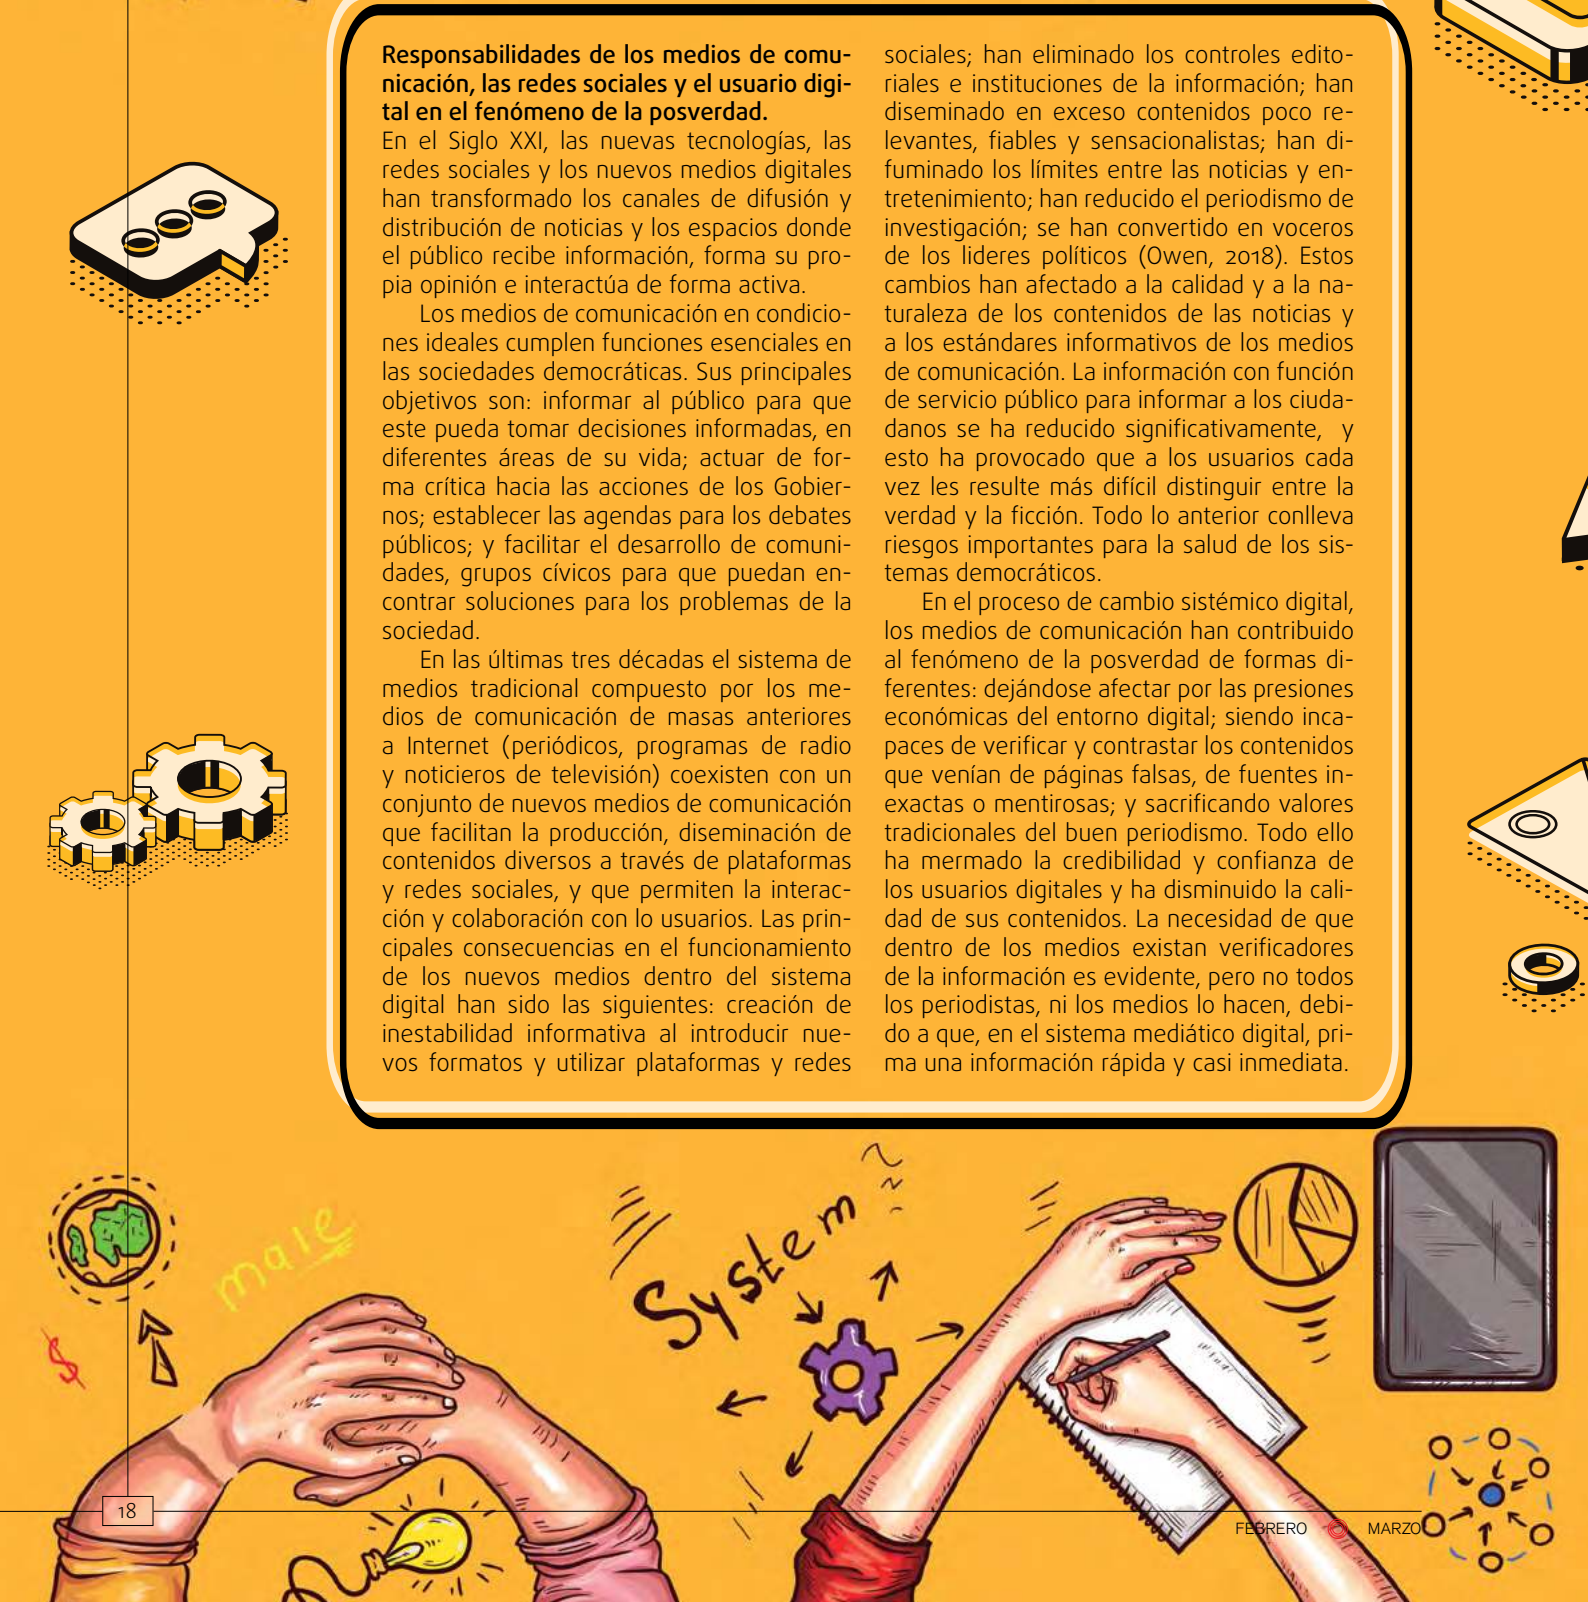 Responsabilidades de los medios de comu-
nicación, las redes sociales y el usuario digi-
tal en el fenómeno de la posverdad.
En el Siglo XXI, las nuevas tecnologías, las
redes sociales y los nuevos medios digitales
han transformado los canales de difusión y
distribución de noticias y los espacios donde
el público recibe información, forma su pro-
pia opinión e interactúa de forma activa.
Los medios de comunicación en condicio-
nes ideales cumplen funciones esenciales en
las sociedades democráticas. Sus principales
objetivos son: informar al público para que
este pueda tomar decisiones informadas, en
diferentes áreas de su vida; actuar de for-
ma crítica hacia las acciones de los Gobier-
nos; establecer las agendas para los debates
públicos; y facilitar el desarrollo de comuni-
dades, grupos cívicos para que puedan en-
contrar soluciones para los problemas de la
sociedad.
En las últimas tres décadas el sistema de
medios tradicional compuesto por los me-
dios de comunicación de masas anteriores
a Internet (periódicos, programas de radio
y noticieros de televisión) coexisten con un
conjunto de nuevos medios de comunicación
que facilitan la producción, diseminación de
contenidos diversos a través de plataformas
y redes sociales, y que permiten la interac-
ción y colaboración con lo usuarios. Las prin-
cipales consecuencias en el funcionamiento
de los nuevos medios dentro del sistema
digital han sido las siguientes: creación de
inestabilidad informativa al introducir nue-
vos formatos y utilizar plataformas y redes
sociales; han eliminado los controles edito-
riales e instituciones de la información; han
diseminado en exceso contenidos poco re-
levantes, fiables y sensacionalistas; han di-
fuminado los límites entre las noticias y en-
tretenimiento; han reducido el periodismo de
investigación; se han convertido en voceros
de los lideres políticos (Owen, 2018). Estos
cambios han afectado a la calidad y a la na-
turaleza de los contenidos de las noticias y
a los estándares informativos de los medios
de comunicación. La información con función
de servicio público para informar a los ciuda-
danos se ha reducido significativamente, y
esto ha provocado que a los usuarios cada
vez les resulte más difícil distinguir entre la
verdad y la ficción. Todo lo anterior conlleva
riesgos importantes para la salud de los sis-
temas democráticos.
En el proceso de cambio sistémico digital,
los medios de comunicación han contribuido
al fenómeno de la posverdad de formas di-
ferentes: dejándose afectar por las presiones
económicas del entorno digital; siendo inca-
paces de verificar y contrastar los contenidos
que venían de páginas falsas, de fuentes in-
exactas o mentirosas; y sacrificando valores
tradicionales del buen periodismo. Todo ello
ha mermado la credibilidad y confianza de
los usuarios digitales y ha disminuido la cali-
dad de sus contenidos. La necesidad de que
dentro de los medios existan verificadores
de la información es evidente, pero no todos
los periodistas, ni los medios lo hacen, debi-
do a que, en el sistema mediático digital, pri-
ma una información rápida y casi inmediata.
male
System
$
18
FEBRERO MARZO